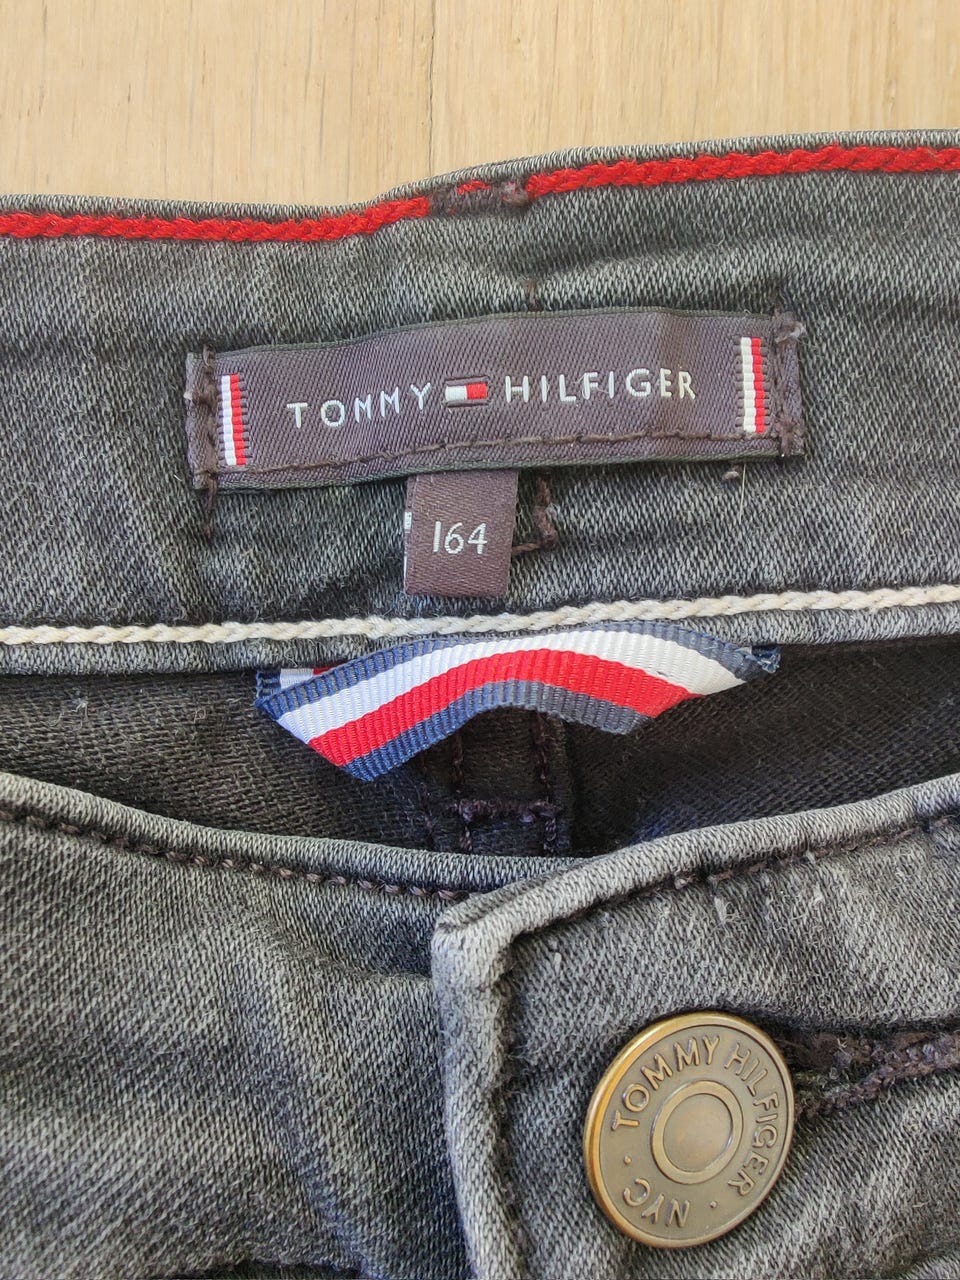 TOMMY HILFIGER
164
TOMMY HILFIGER · NYC ·